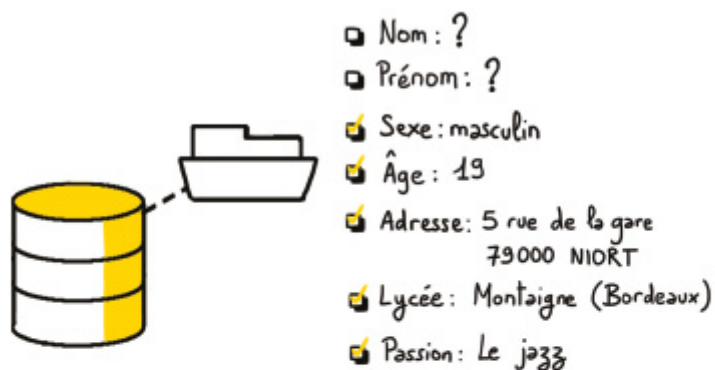 Nom : ?
Prénom : ?
Sexe : masculin
Âge : 19
Adresse : 5 rue de la gare
79000 NIORT
Lycée : Montaigne (Bordeaux)
Passion : Le jazz